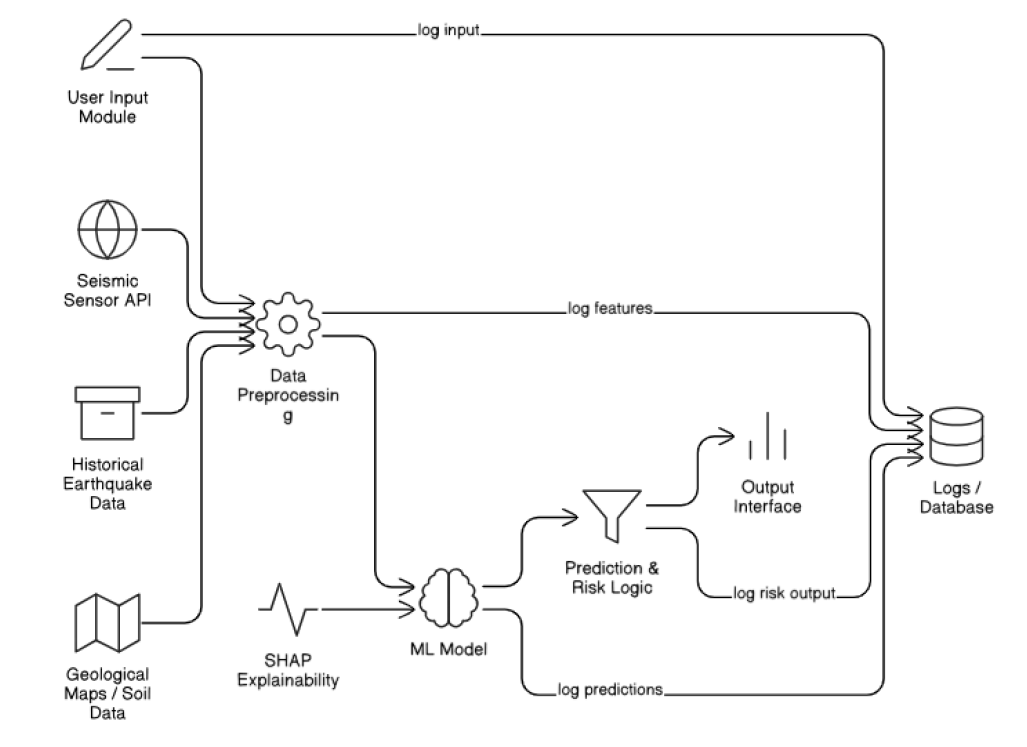 log input
User Input
Module
Seismic
Sensor API
log features
Data
Preprocessin
g
Historical
Earthquake
Data
Output
Interface
Logs /
Database
Prediction &
Risk Logic
log risk output
ML Model
SHAP
Explainability
Geological
Maps / Soil
Data
log predictions